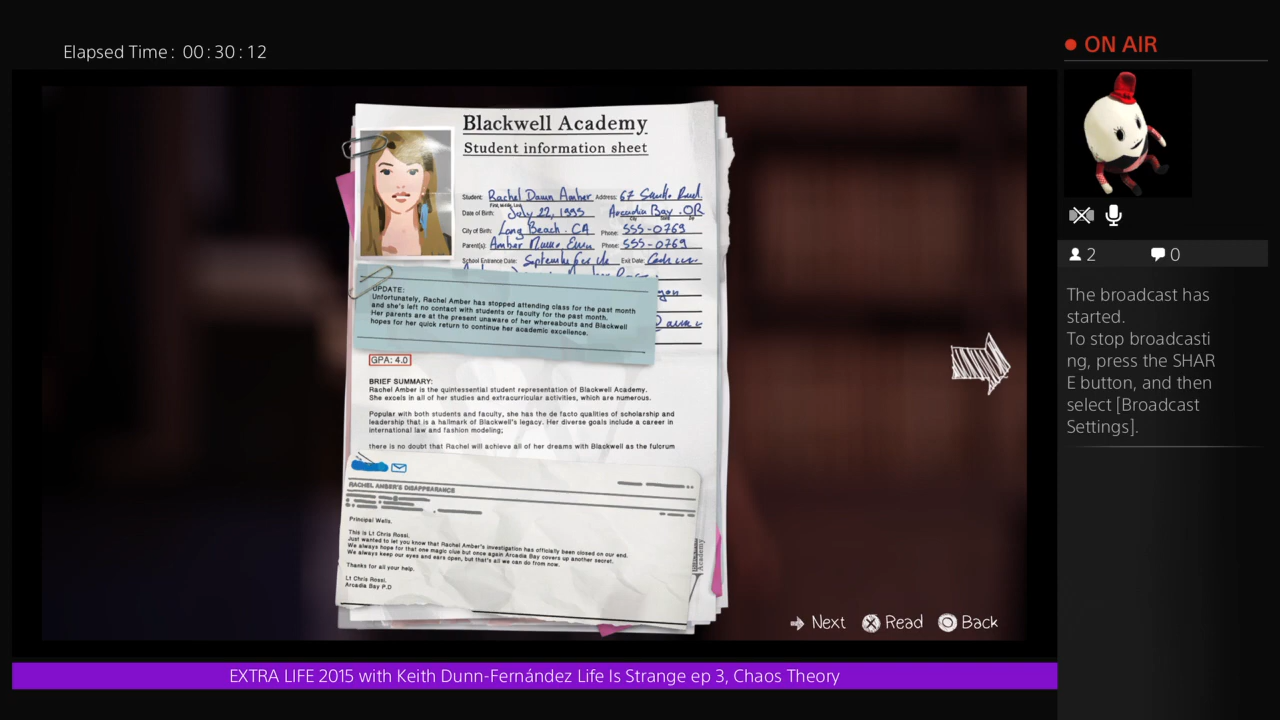 Elapsed Time: 00:30:12
ON AIR
2
0
The broadcast has
started.
To stop broadcasti
ng, press the SHAR
E button, and then
select [Broadcast
Settings].
Blackwell Academy
Student information sheet
Student: Rachel Dawn Amber Address: 67
First, Middle, Last
Date of Birth: July 22, Arcadia Bay . OR
City of Birth: Long Beach . CA Phone: 555-0769
Parent(s): Amber Phone: 555-0769
School Entrance Date: September Exit Date:
UPDATE:
Unfortunately, Rachel Amber has stopped attending class for the past month
and she's left no contact with students or faculty for the past month.
Her parents are at the present unaware of her whereabouts and Blackwell
hopes for her quick return to continue her academic excellence.
GPA: 4.0
BRIEF SUMMARY:
Rachel Amber is the quintessential student representation of Blackwell Academy.
She excels in all of her studies and extracurricular activities, which are numerous.
Popular with both students and faculty, she has the de facto qualities of scholarship and
leadership that is a hallmark of Blackwell's legacy. Her diverse goals include a career in
international law and fashion modeling;
there is no doubt that Rachel will achieve all of her dreams with Blackwell as the fulcrum
RACHEL AMBER'S DISAPPEARANCE
Principal Wells,
This is Lt Chris Rossi.
Just wanted to let you know that Rachel Amber's investigation has officially been closed on our end.
We always hope for that one magic clue but once again Arcadia Bay covers up another secret.
We always keep our eyes and ears open, but that's all we can do from now.
Thanks for all your help.
Lt Chris Rossi,
Arcadia Bay P.D
Academy
Next Read Back
EXTRA LIFE 2015 with Keith Dunn-Fernández Life Is Strange ep 3, Chaos Theory